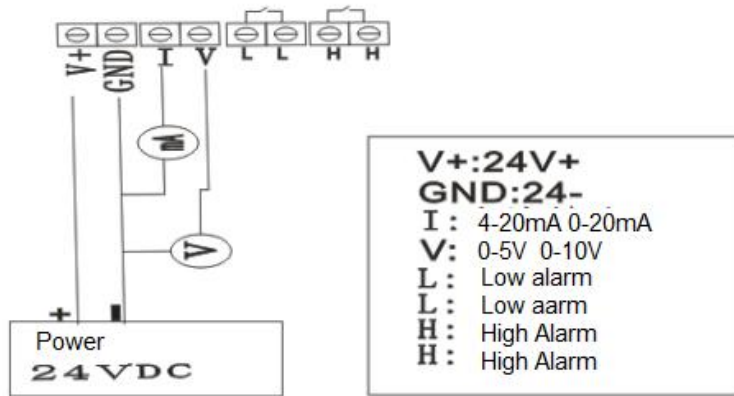 V+ GND I V L L H H
mA
V
+ -
Power
24VDC
V+:24V+
GND:24-
I: 4-20mA 0-20mA
V: 0-5V 0-10V
L: Low alarm
L: Low aarm
H: High Alarm
H: High Alarm